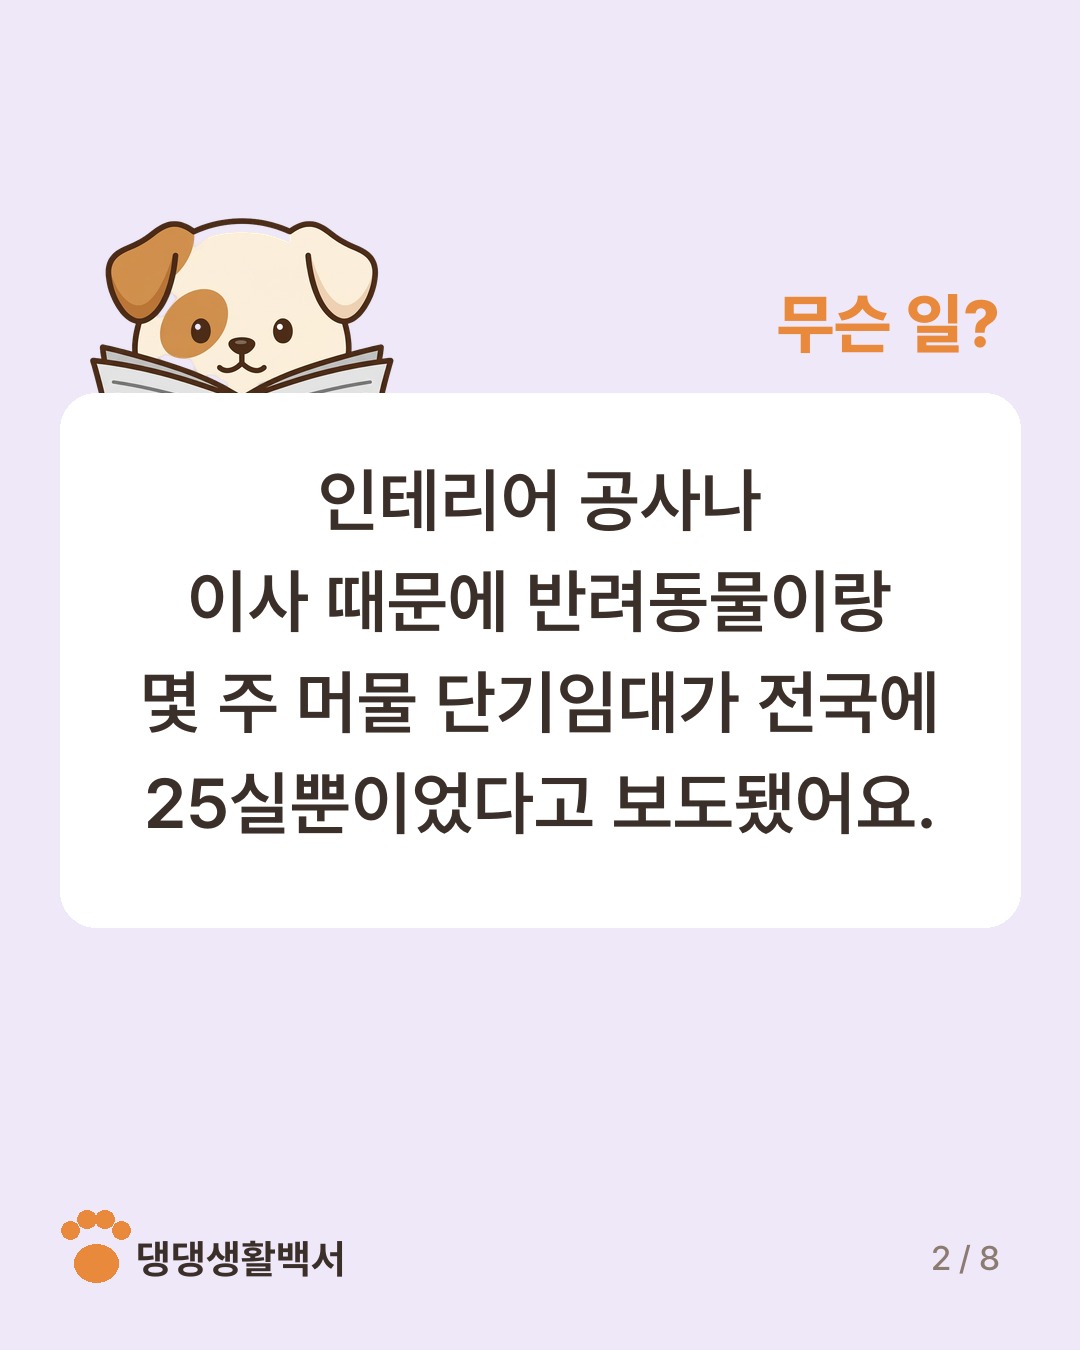 무슨 일?
인테리어 공사나
이사 때문에 반려동물이랑
몇 주 머물 단기임대가 전국에
25실뿐이었다고 보도됐어요.
댕댕생활백서
2 / 8